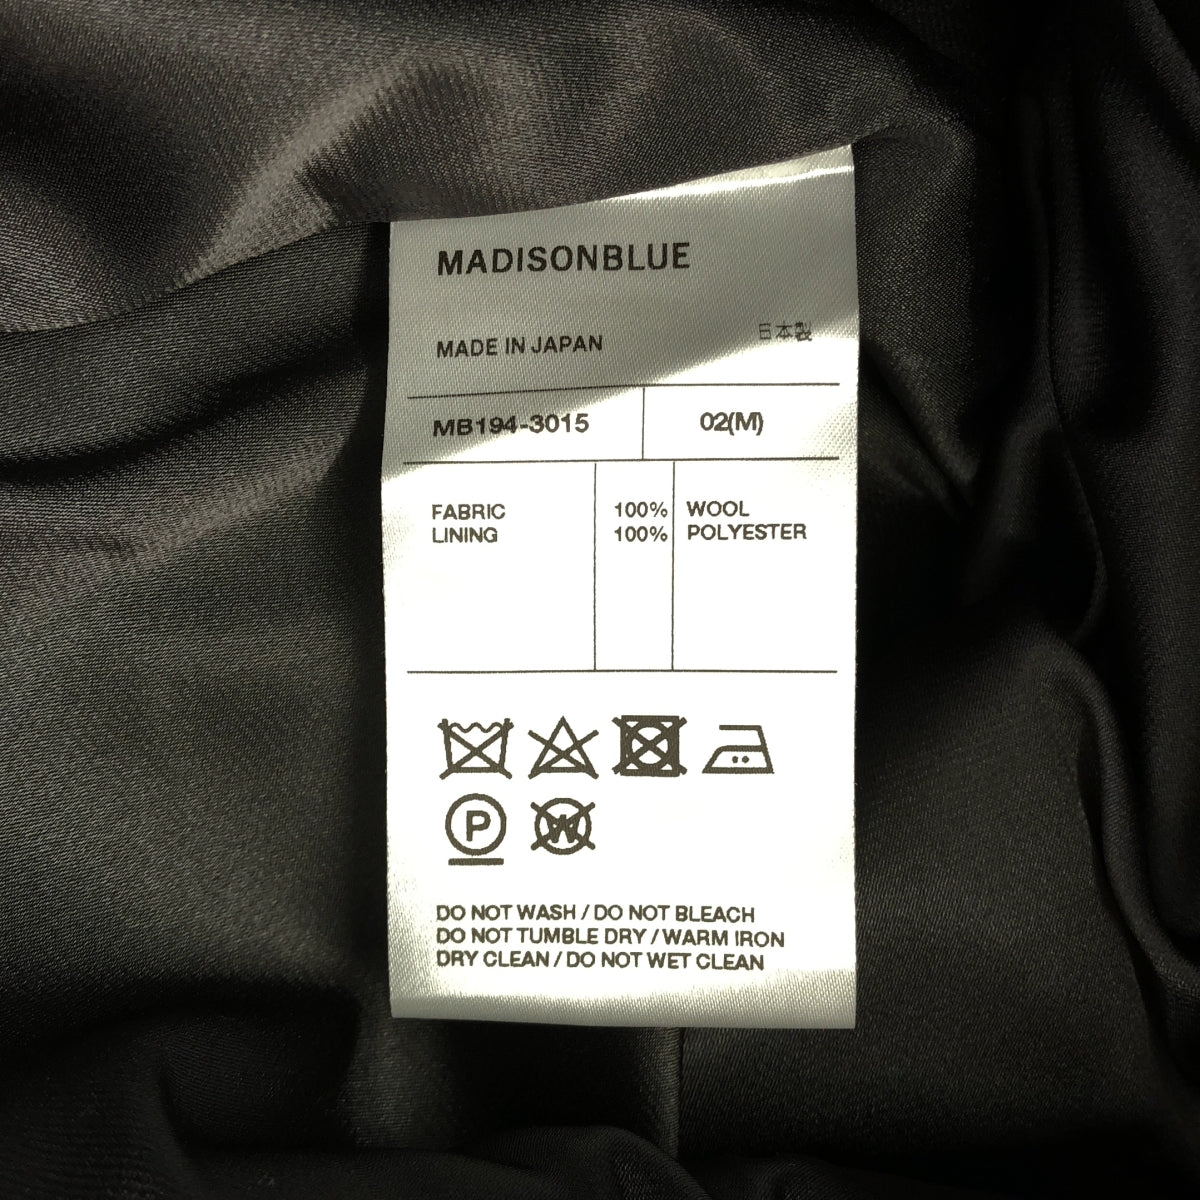 MADISONBLUE
MADE IN JAPAN 日本製
MB194-3015 02(M)
FABRIC 100% WOOL
LINING 100% POLYESTER
P W
DO NOT WASH / DO NOT BLEACH
DO NOT TUMBLE DRY / WARM IRON
DRY CLEAN / DO NOT WET CLEAN